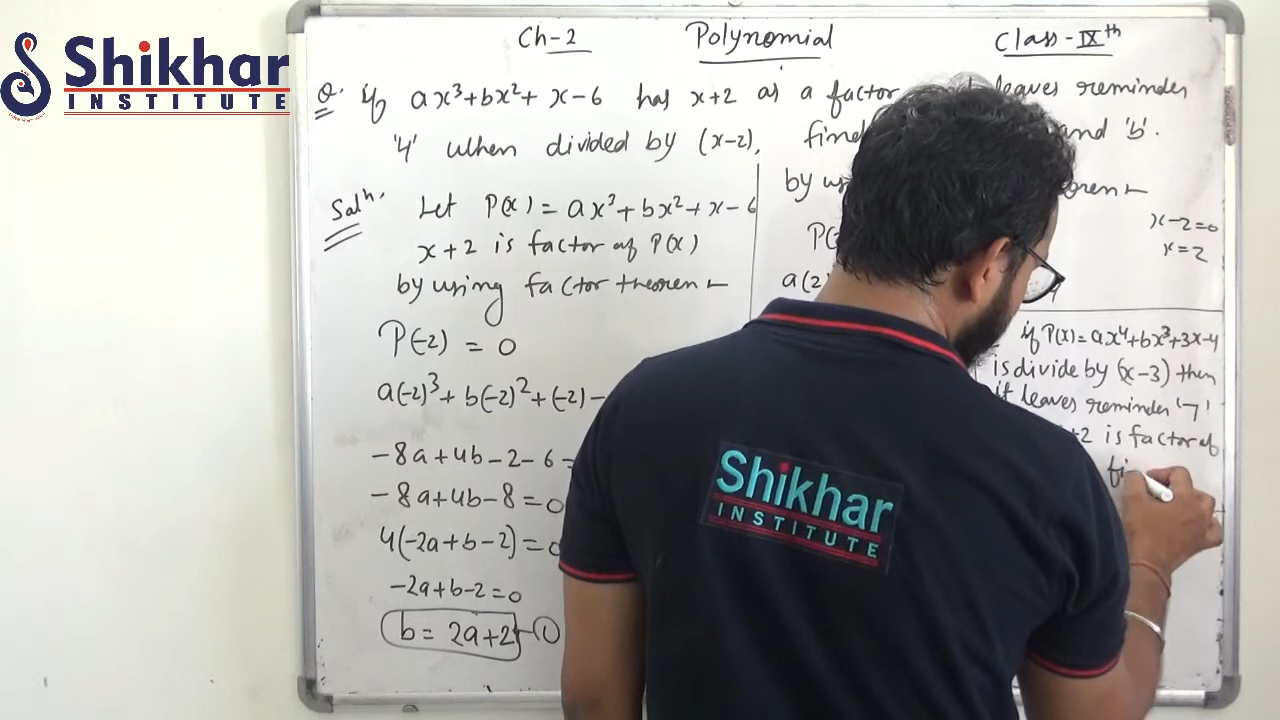 Shikhar
INSTITUTE
Ch-2 Polynomial Class-IXth
Q. if ax³+bx²+x-6 has x+2 as a factor leaves reminder
'4' when divided by (x-2), find and 'b'.
Salⁿ. Let P(x) = ax³+bx²+x-6
x+2 is factor of P(x)
by using factor theorem
P(-2) = 0
a(-2)³+b(-2)²+(-2)-
-8a+4b-2-6=
-8a+4b-8=0
4(-2a+b-2)=0
-2a+b-2=0
b= 2a+2 - ①
by
x-2=0
x=2
a(2)
if P(x)=ax⁴+bx³+3x-4
is divide by (x-3) then
it leaves reminder '7'
+2 is factor of
fi
Shikhar
INSTITUTE